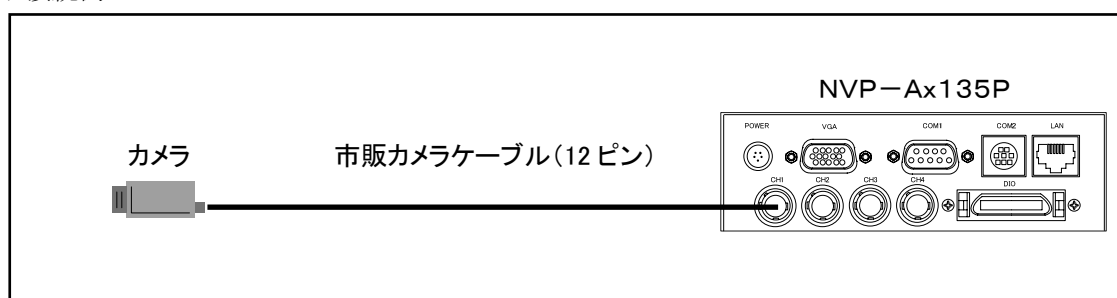 NVP－Ax135P
POWER
VGA
COM1
COM2
LAN
カメラ
市販カメラケーブル（12 ピン）
CH1
CH2
CH3
CH4
DIO